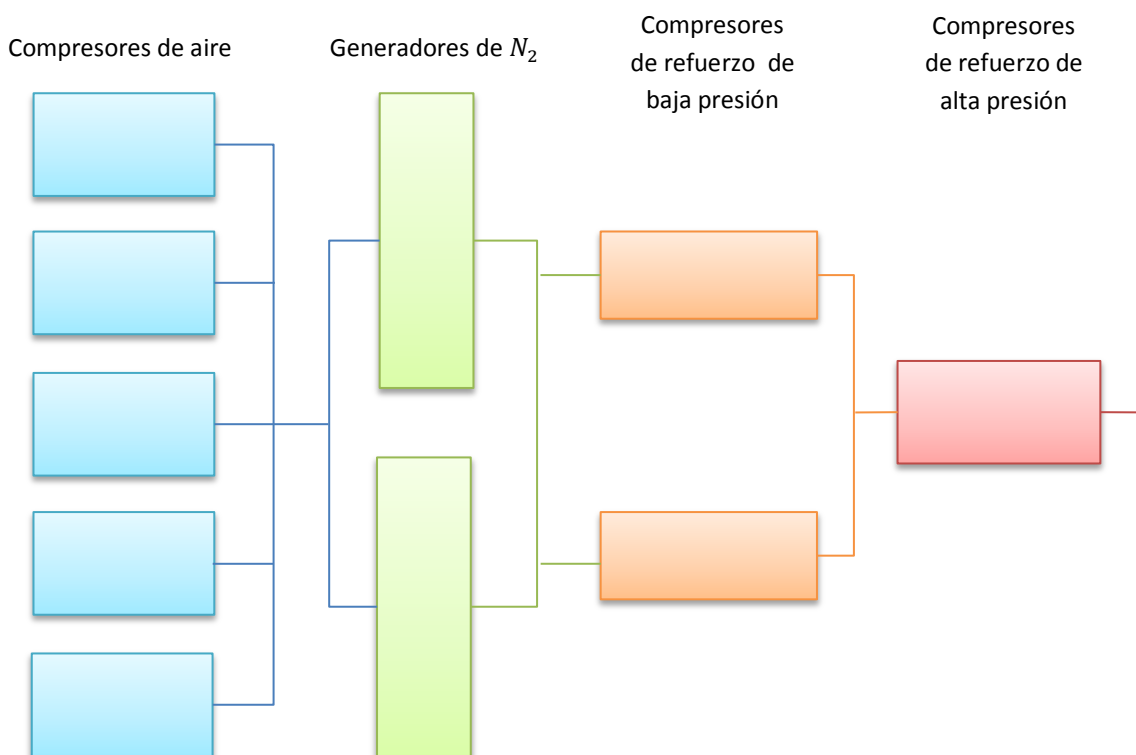 Compresores de aire
Generadores de N₂
Compresores
de refuerzo de
baja presión
Compresores
de refuerzo de
alta presión